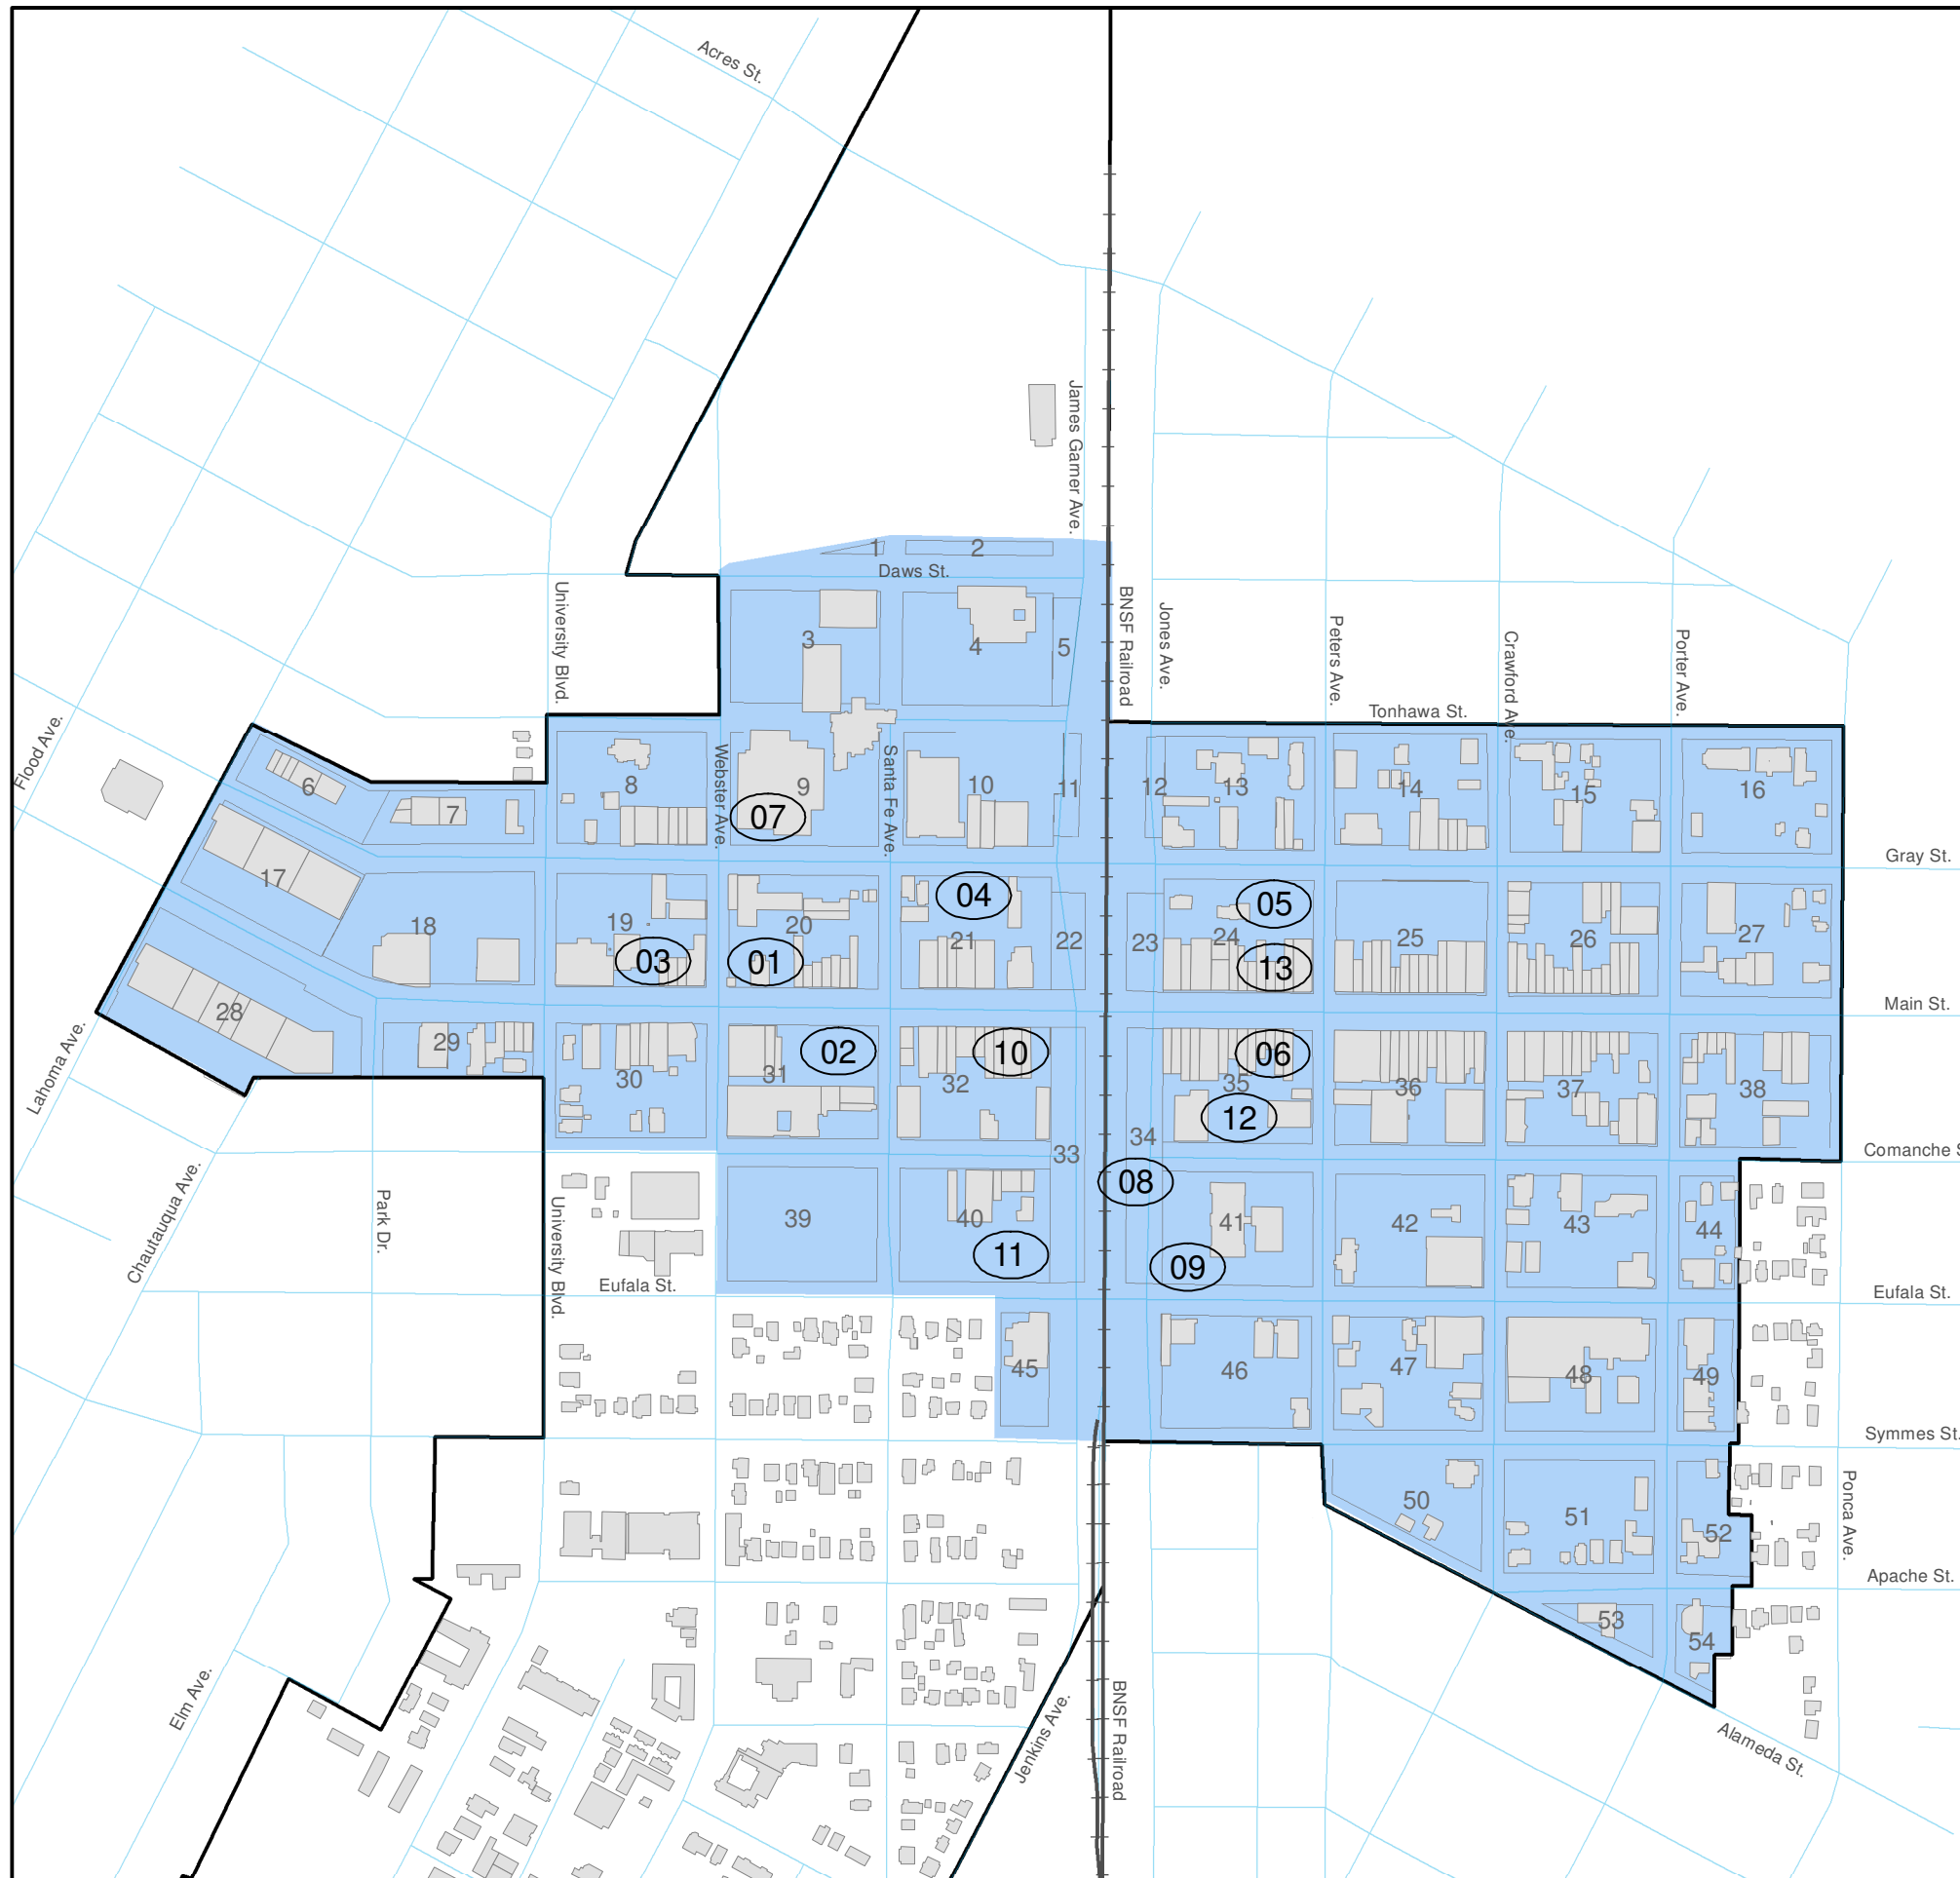 Acres St.
James Garner Ave.
1
2
Daws St.
University Blvd.
BNSF Railroad
Jones Ave.
Peters Ave.
Crawford Ave.
Porter Ave.
3
4
5
Tonhawa St.
Flood Ave.
Webster Ave.
Santa Fe Ave.
6
7
8
9
07
10
11
12
13
14
15
16
Gray St.
17
18
19
03
20
01
21
04
22
23
24
05
13
25
26
27
Main St.
28
29
30
31
02
32
10
33
34
35
06
12
36
37
38
Lahoma Ave.
Comanche S
Chautauqua Ave.
Park Dr.
University Blvd.
08
39
40
11
41
09
42
43
44
Eufala St.
Eufala St.
45
46
47
48
49
Symmes St.
50
51
52
Ponca Ave.
Apache St.
53
54
Elm Ave.
Jenkins Ave.
BNSF Railroad
Alameda St.